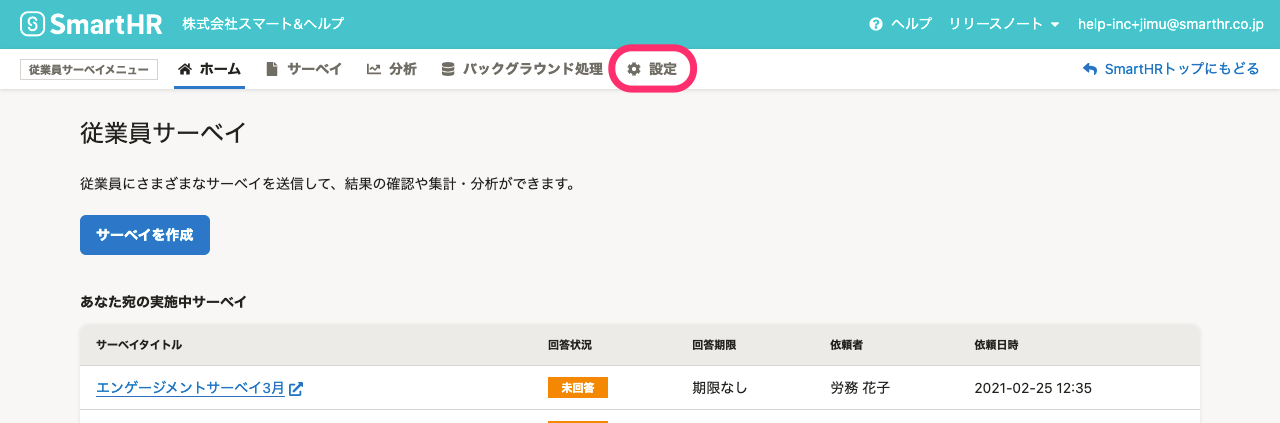 SmartHR 株式会社スマート&ヘルプ ヘルプ リリースノート help-inc+jimu@smarthr.co.jp
従業員サーベイメニュー ホーム サーベイ 分析 バックグラウンド処理 設定 SmartHRトップにもどる
従業員サーベイ
従業員にさまざまなサーベイを送信して、結果の確認や集計・分析ができます。
サーベイを作成
あなた宛の実施中サーベイ
サーベイタイトル 回答状況 回答期限 依頼者 依頼日時
エンゲージメントサーベイ3月 未回答 期限なし 労務 花子 2021-02-25 12:35